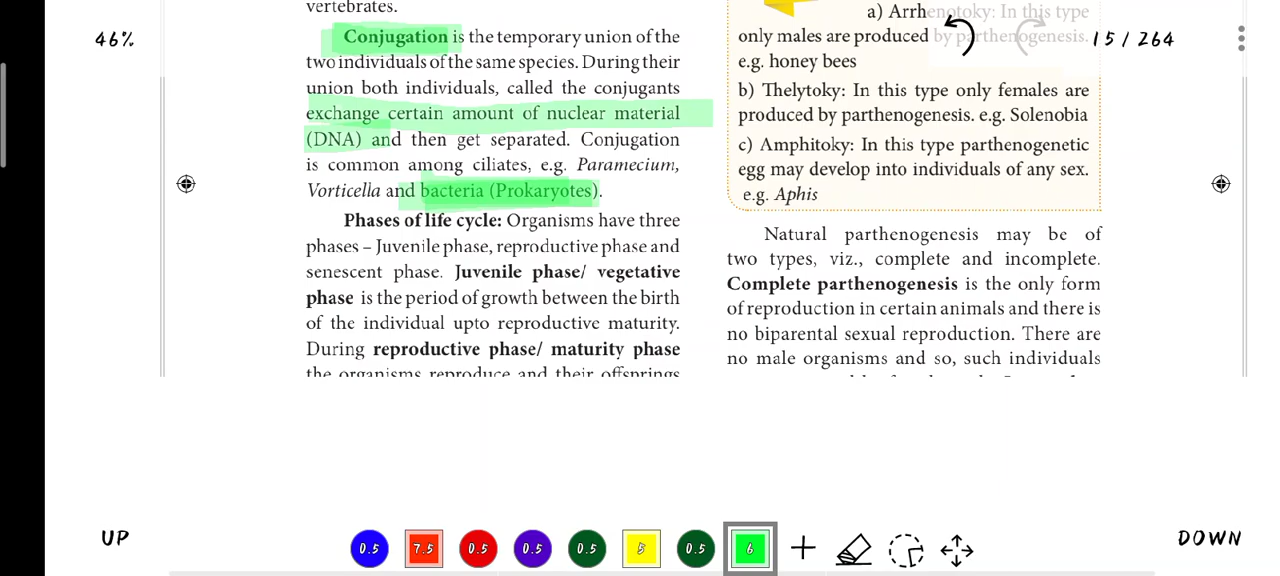 46%
15 / 264
vertebrates.
Conjugation is the temporary union of the
two individuals of the same species. During their
union both individuals, called the conjugants
exchange certain amount of nuclear material
(DNA) and then get separated. Conjugation
is common among ciliates, e.g. Paramecium,
Vorticella and bacteria (Prokaryotes).
Phases of life cycle: Organisms have three
phases – Juvenile phase, reproductive phase and
senescent phase. Juvenile phase/ vegetative
phase is the period of growth between the birth
of the individual upto reproductive maturity.
During reproductive phase/ maturity phase
the organisms reproduce and their offsprings
a) Arrhenotoky: In this type
only males are produced by parthenogenesis.
e.g. honey bees
b) Thelytoky: In this type only females are
produced by parthenogenesis. e.g. Solenobia
c) Amphitoky: In this type parthenogenetic
egg may develop into individuals of any sex.
e.g. Aphis
Natural parthenogenesis may be of
two types, viz., complete and incomplete.
Complete parthenogenesis is the only form
of reproduction in certain animals and there is
no biparental sexual reproduction. There are
no male organisms and so, such individuals
UP
0.5 7.5 0.5 0.5 0.5 5 0.5 6
DOWN